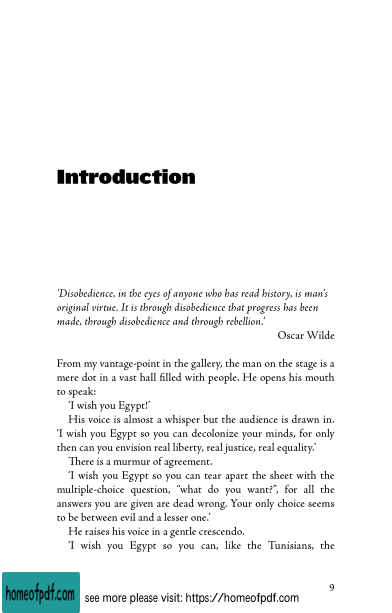 Introduction
‘Disobedience, in the eyes of anyone who has read history, is man’s
original virtue. It is through disobedience that progress has been
made, through disobedience and through rebellion.’
Oscar Wilde
From my vantage-point in the gallery, the man on the stage is a
mere dot in a vast hall filled with people. He opens his mouth
to speak:
‘I wish you Egypt!’
His voice is almost a whisper but the audience is drawn in.
‘I wish you Egypt so you can decolonize your minds, for only
then can you envision real liberty, real justice, real equality.’
There is a murmur of agreement.
‘I wish you Egypt so you can tear apart the sheet with the
multiple-choice question, “what do you want?”, for all the
answers you are given are dead wrong. Your only choice seems
to be between evil and a lesser one.’
He raises his voice in a gentle crescendo.
‘I wish you Egypt so you can, like the Tunisians, the
9
homeofpdf.com
see more please visit: https://homeofpdf.com